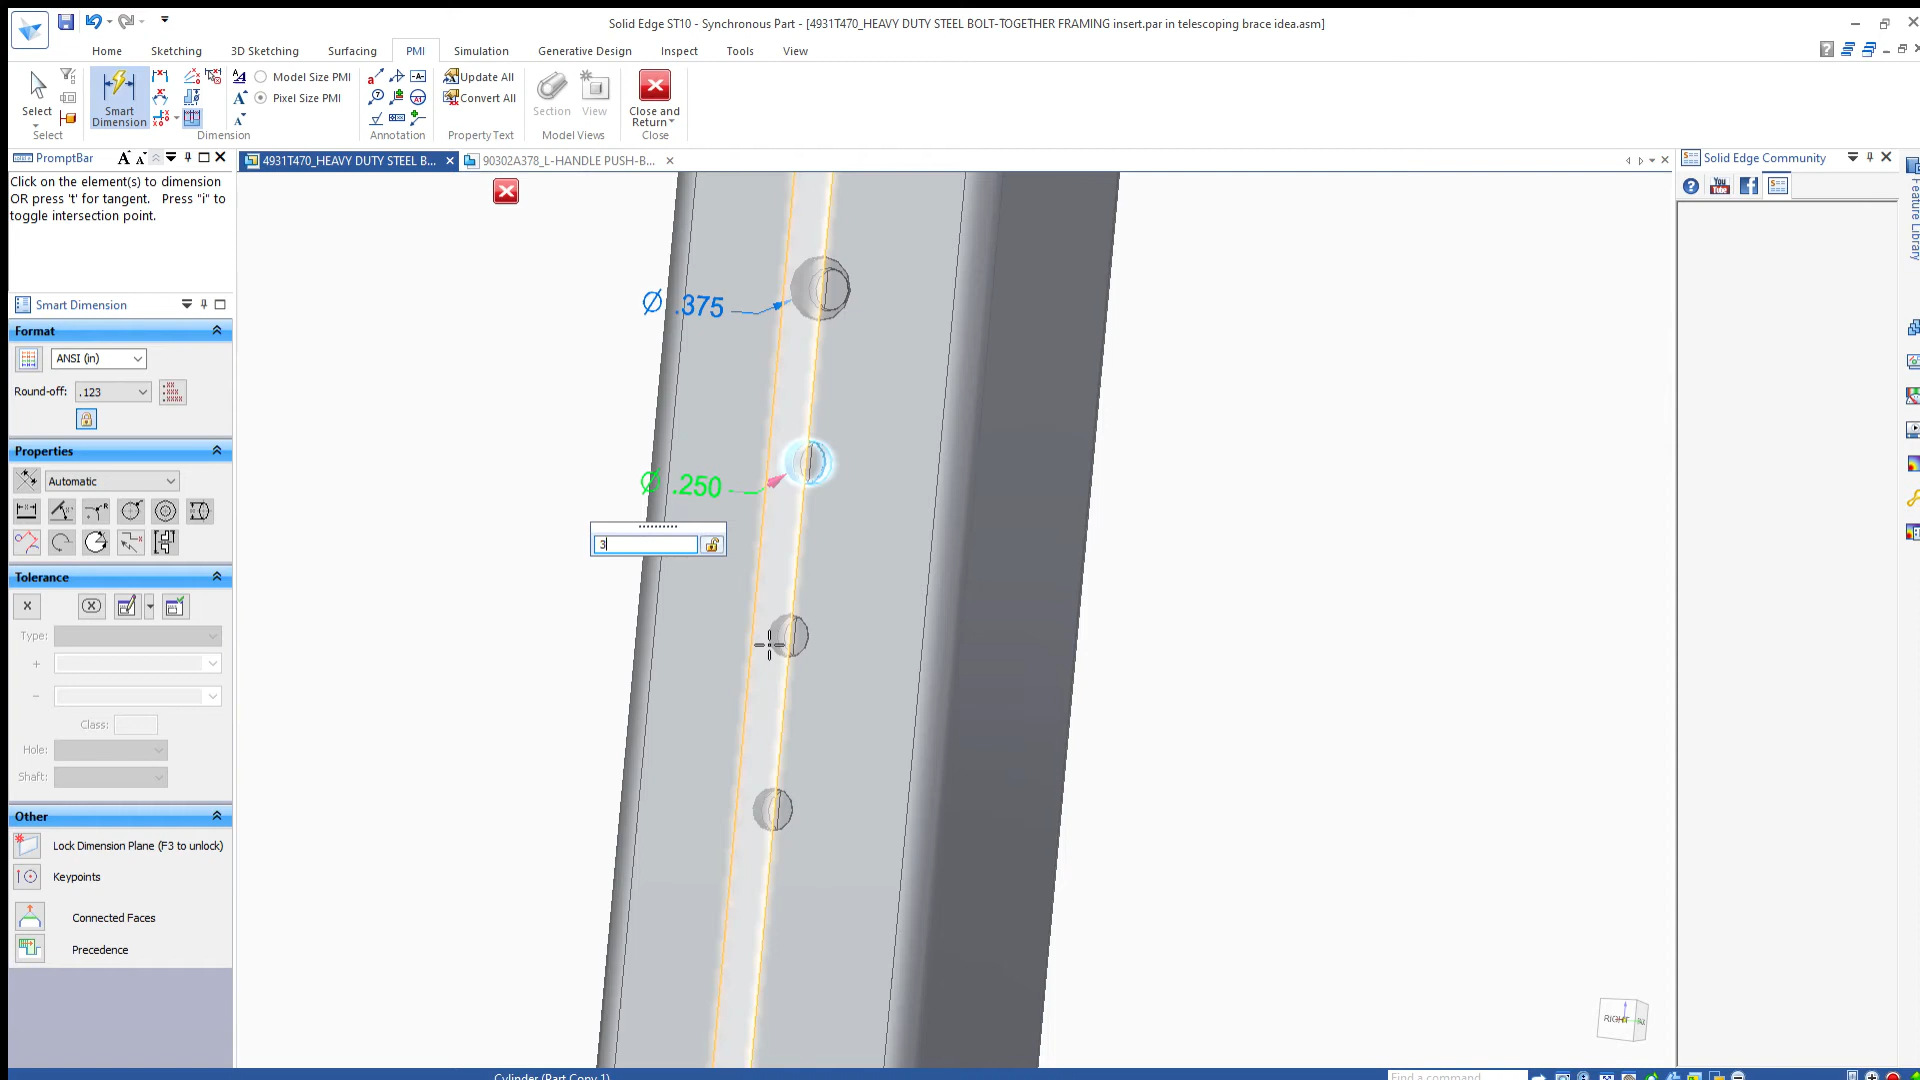 Solid Edge ST10 - Synchronous Part - [4931T470_HEAVY DUTY STEEL BOLT-TOGETHER FRAMING insert.par in telescoping brace idea.asm]
Home Sketching 3D Sketching Surfacing PMI Simulation Generative Design Inspect Tools View
Select
Smart Dimension
Model Size PMI
Pixel Size PMI
Update All
Convert All
Section View
Close and Return
Select Dimension Annotation Property Text Model Views Close
PromptBar
Click on the element(s) to dimension
OR press 't' for tangent. Press "i" to
toggle intersection point.
4931T470_HEAVY DUTY STEEL B...
90302A378_L-HANDLE PUSH-B...
Solid Edge Community
Feature Library
Smart Dimension
Format
ANSI (in)
Round-off: .123
Properties
Automatic
Tolerance
Type:
+
-
Class:
Hole:
Shaft:
Other
Lock Dimension Plane (F3 to unlock)
Keypoints
Connected Faces
Precedence
Ø .375
Ø .250
3
RIGHT
Cylinder (Part Copy 1)
Find a command